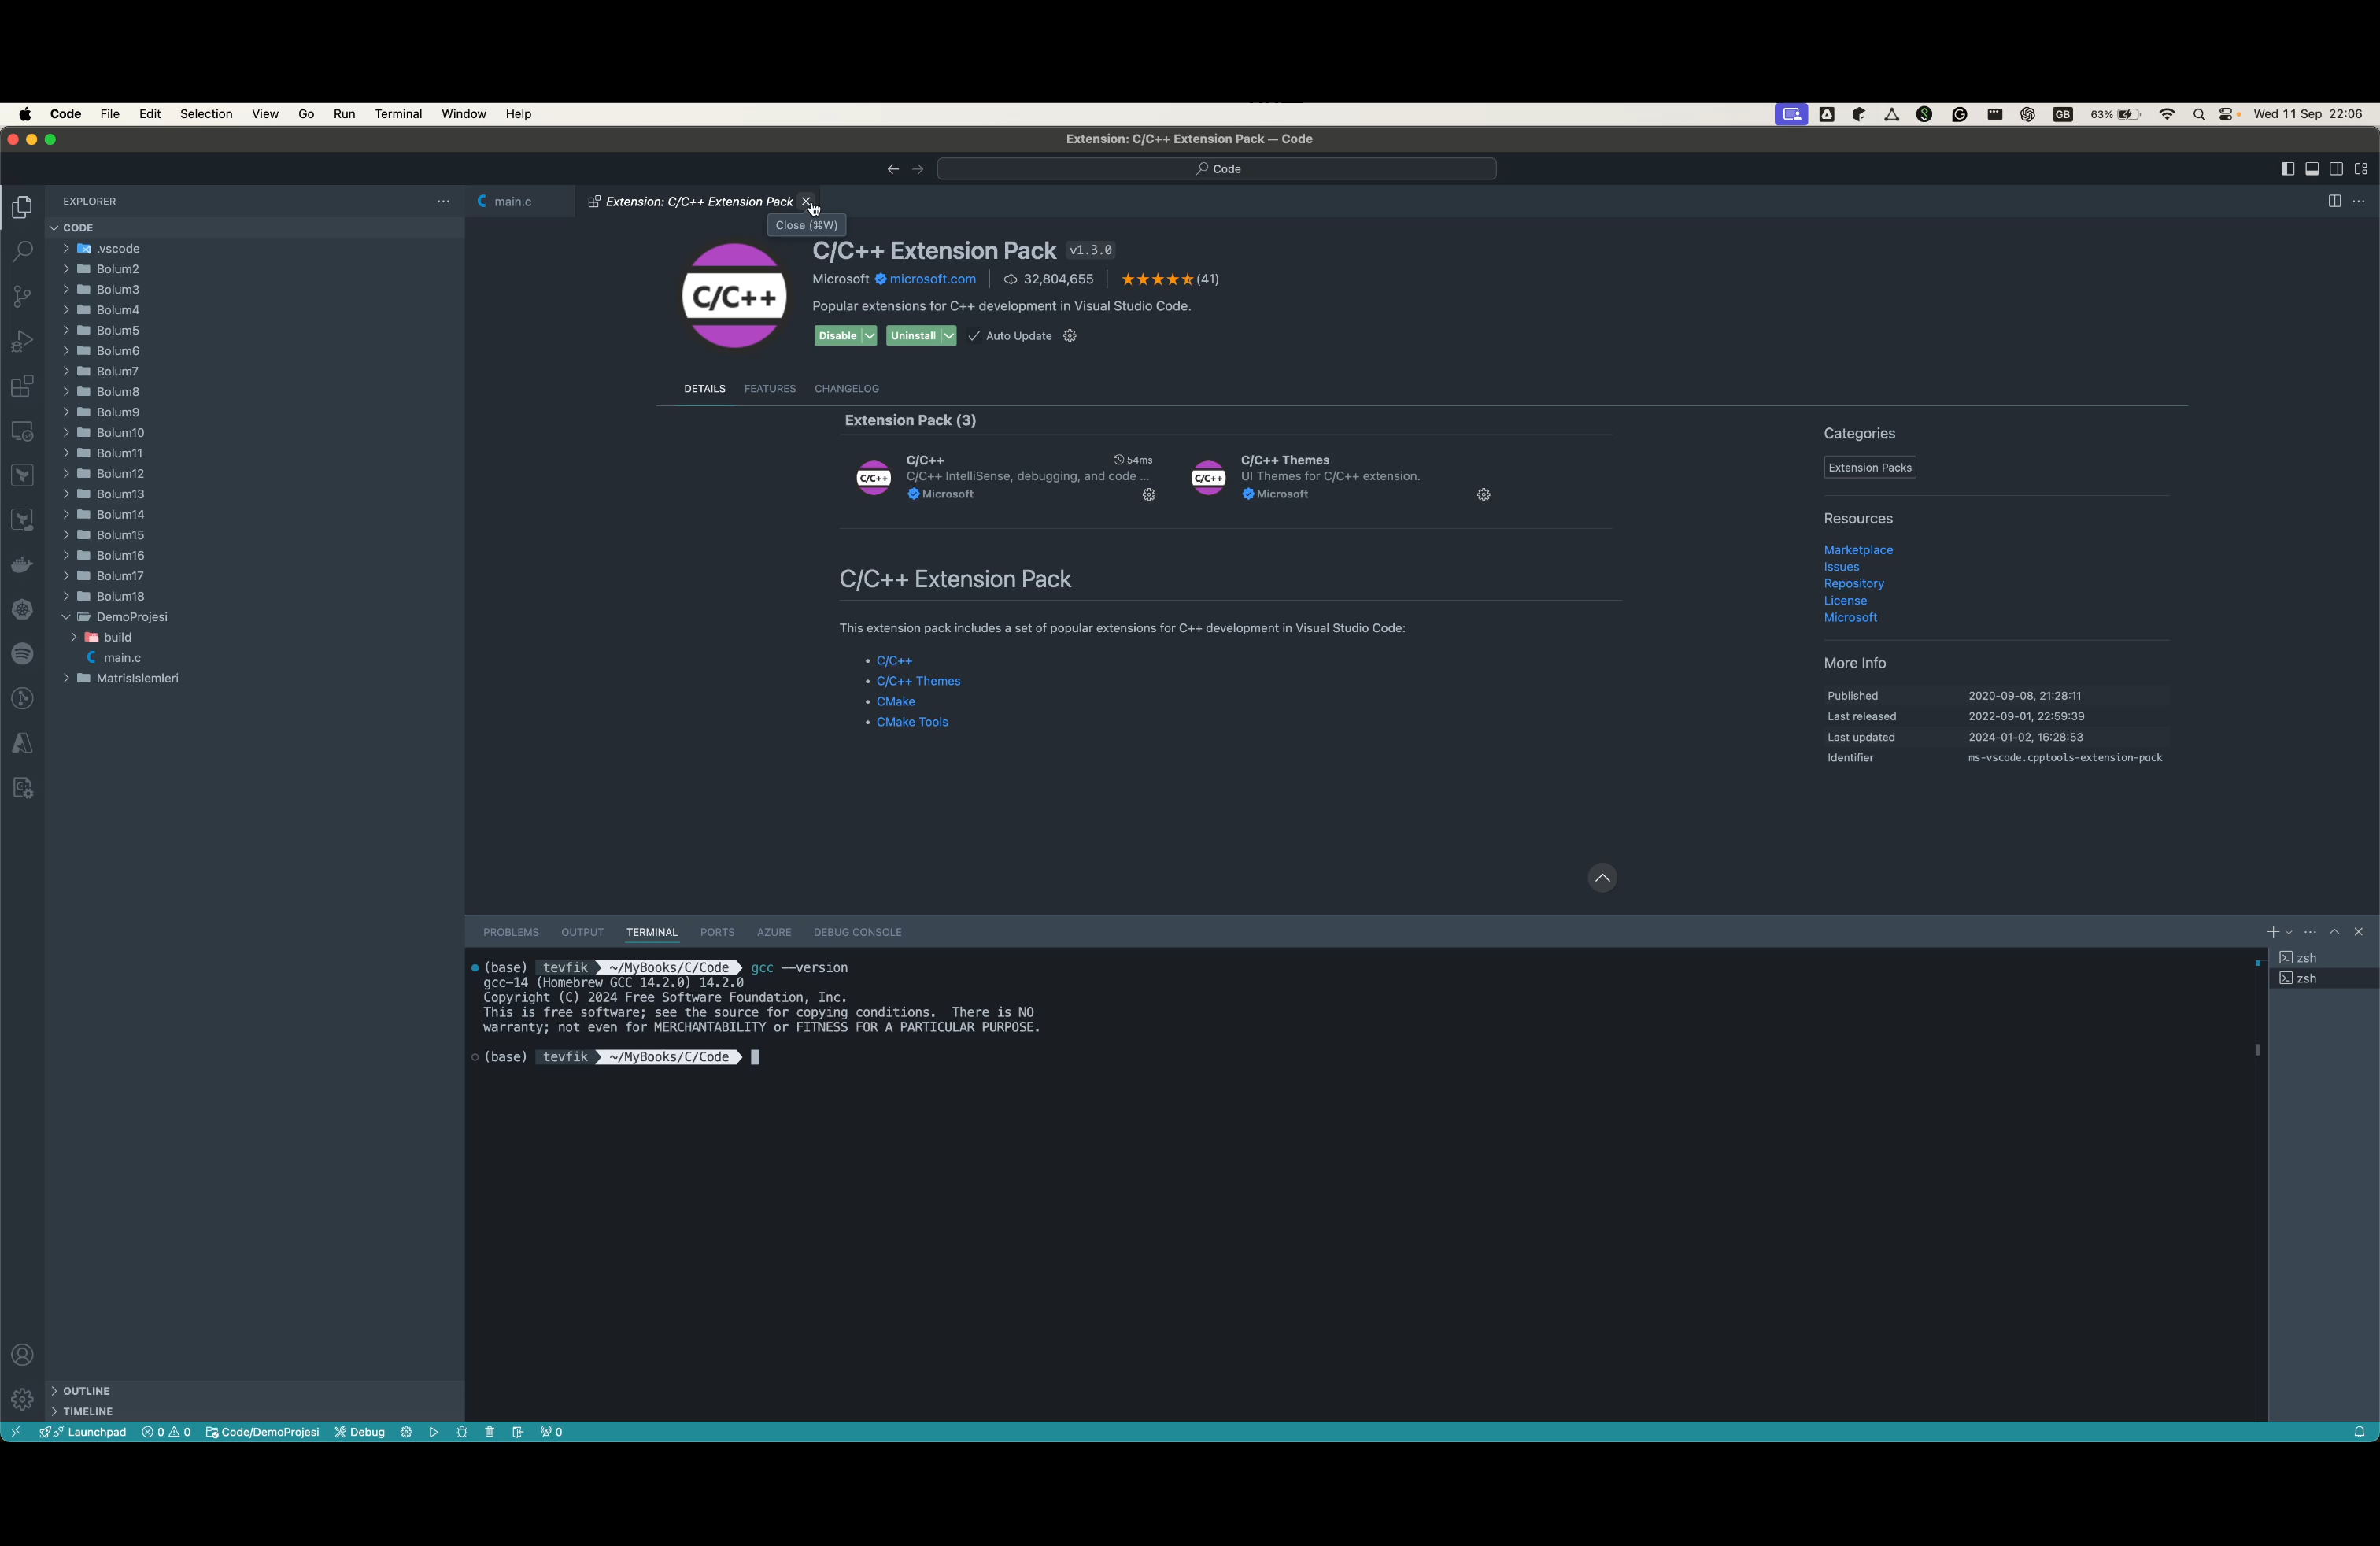 Code File Edit Selection View Go Run Terminal Window Help GB 63% Wed 11 Sep 22:06
Extension: C/C++ Extension Pack — Code
Code
EXPLORER
CODE
.vscode
Bolum2
Bolum3
Bolum4
Bolum5
Bolum6
Bolum7
Bolum8
Bolum9
Bolum10
Bolum11
Bolum12
Bolum13
Bolum14
Bolum15
Bolum16
Bolum17
Bolum18
DemoProjesi
build
main.c
MatrisIslemleri
OUTLINE
TIMELINE
main.c Extension: C/C++ Extension Pack
Close (⌘W)
C/C++
C/C++ Extension Pack v1.3.0
Microsoft microsoft.com 32,804,655 (41)
Popular extensions for C++ development in Visual Studio Code.
Disable Uninstall Auto Update
DETAILS FEATURES CHANGELOG
Extension Pack (3)
C/C++
C/C++ 54ms
C/C++ IntelliSense, debugging, and code ...
Microsoft
C/C++
C/C++ Themes
UI Themes for C/C++ extension.
Microsoft
C/C++ Extension Pack
This extension pack includes a set of popular extensions for C++ development in Visual Studio Code:
• C/C++
• C/C++ Themes
• CMake
• CMake Tools
Categories
Extension Packs
Resources
Marketplace
Issues
Repository
License
Microsoft
More Info
Published 2020-09-08, 21:28:11
Last released 2022-09-01, 22:59:39
Last updated 2024-01-02, 16:28:53
Identifier ms-vscode.cpptools-extension-pack
PROBLEMS OUTPUT TERMINAL PORTS AZURE DEBUG CONSOLE
(base) tevfik ~/MyBooks/C/Code gcc --version
gcc-14 (Homebrew GCC 14.2.0) 14.2.0
Copyright (C) 2024 Free Software Foundation, Inc.
This is free software; see the source for copying conditions. There is NO
warranty; not even for MERCHANTABILITY or FITNESS FOR A PARTICULAR PURPOSE.
(base) tevfik ~/MyBooks/C/Code
zsh
zsh
Launchpad 0 0 Code/DemoProjesi Debug 0